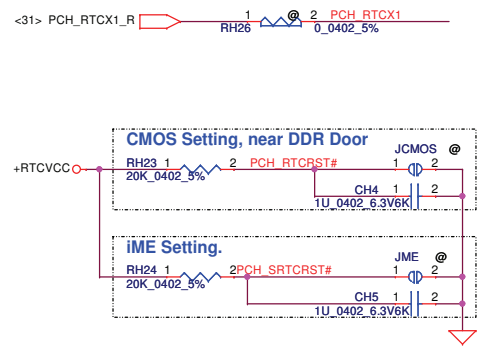 <31> PCH_RTCX1_R 1 @ 2 PCH_RTCX1
RH26 0_0402_5%
CMOS Setting, near DDR Door
JCMOS @
+RTCVCC RH23 1 2 PCH_RTCRST# 1 2
20K_0402_5%
CH4 1 2
1U_0402_6.3V6K
iME Setting.
JME @
RH24 1 2 PCH_SRTCRST# 1 2
20K_0402_5%
CH5 1 2
1U_0402_6.3V6K